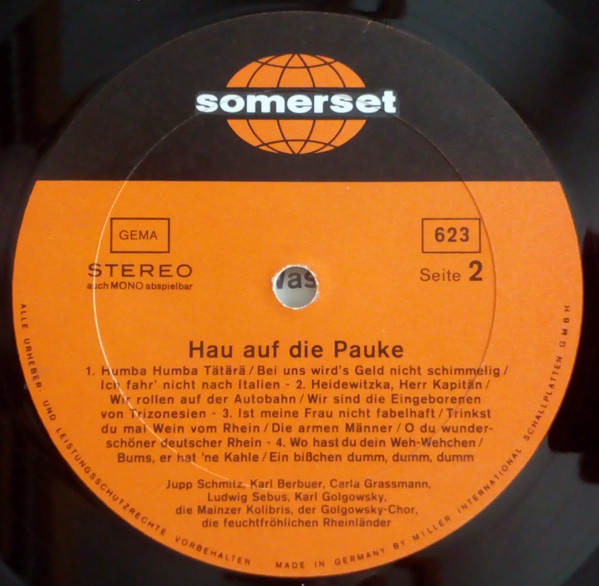 somerset
GEMA
623
STEREO
auch MONO abspielbar
Seite 2
Hau auf die Pauke
1. Humba Humba Tätärä / Bei uns wird's Geld nicht schimmelig /
Ich fahr' nicht nach Italien - 2. Heidewitzka, Herr Kapitän /
Wir rollen auf der Autobahn / Wir sind die Eingeborenen
von Trizonesien - 3. Ist meine Frau nicht fabelhaft / Trinkst
du mal Wein vom Rhein / Die armen Männer / O du wunder-
schöner deutscher Rhein - 4. Wo hast du dein Weh-Wehchen /
Bums, er hat 'ne Kahle / Ein bißchen dumm, dumm, dumm
Jupp Schmitz, Karl Berbuer, Carla Grassmann,
Ludwig Sebus, Karl Golgowsky,
die Mainzer Kolibris, der Golgowsky-Chor,
die feuchtfröhlichen Rheinländer
ALLE URHEBER- UND LEISTUNGSSCHUTZRECHTE VORBEHALTEN MADE IN GERMANY BY MILLER INTERNATIONAL SCHALLPLATTEN GMBH